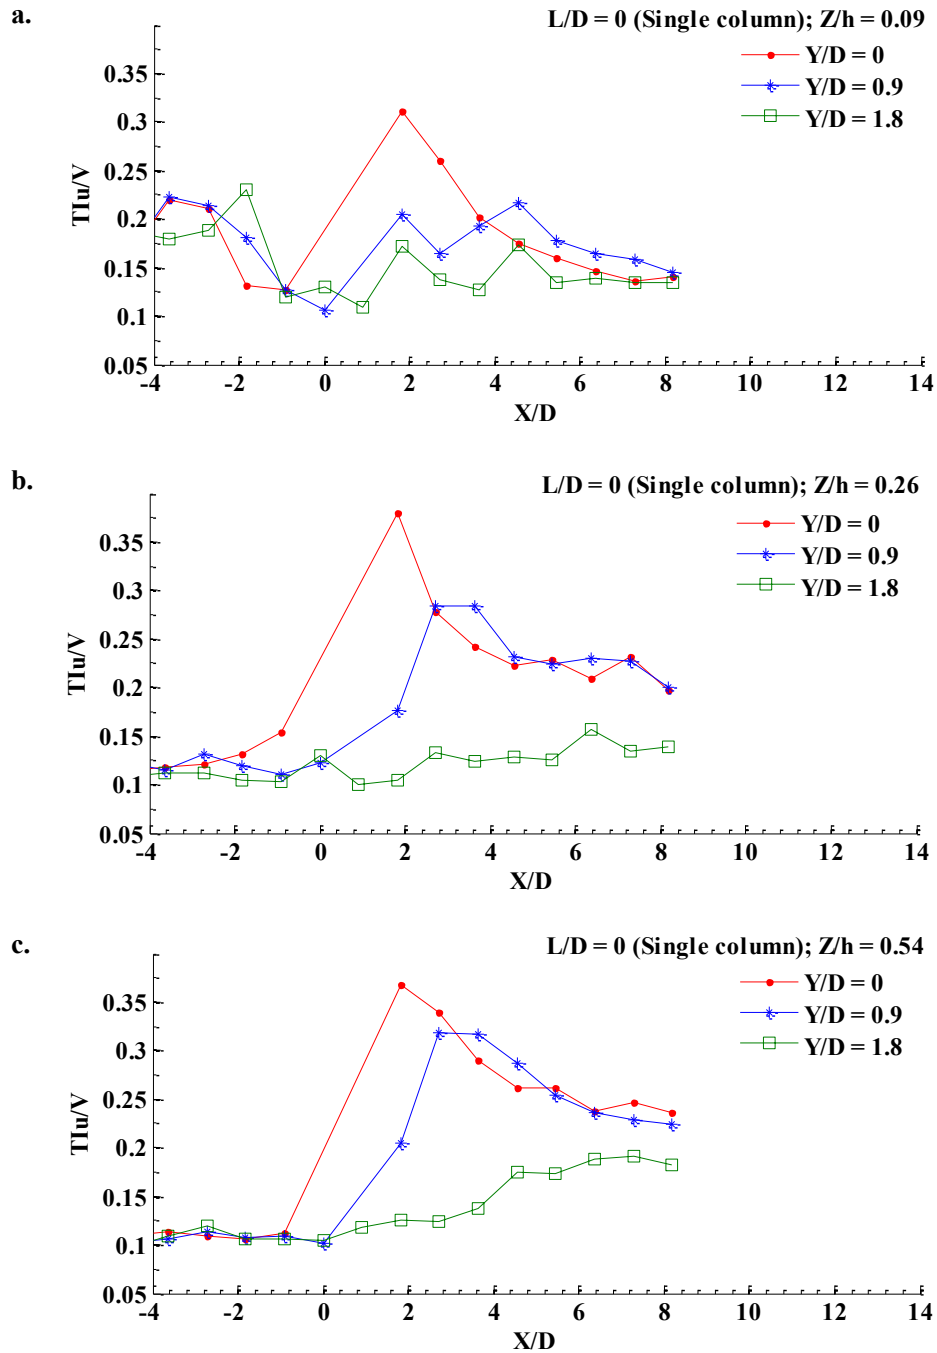 a.
L/D = 0 (Single column); Z/h = 0.09
Y/D = 0
Y/D = 0.9
Y/D = 1.8
TIu/V
0.35
0.3
0.25
0.2
0.15
0.1
0.05
-4 -2 0 2 4 6 8 10 12 14
X/D
b.
L/D = 0 (Single column); Z/h = 0.26
Y/D = 0
Y/D = 0.9
Y/D = 1.8
TIu/V
0.35
0.3
0.25
0.2
0.15
0.1
0.05
-4 -2 0 2 4 6 8 10 12 14
X/D
c.
L/D = 0 (Single column); Z/h = 0.54
Y/D = 0
Y/D = 0.9
Y/D = 1.8
TIu/V
0.35
0.3
0.25
0.2
0.15
0.1
0.05
-4 -2 0 2 4 6 8 10 12 14
X/D